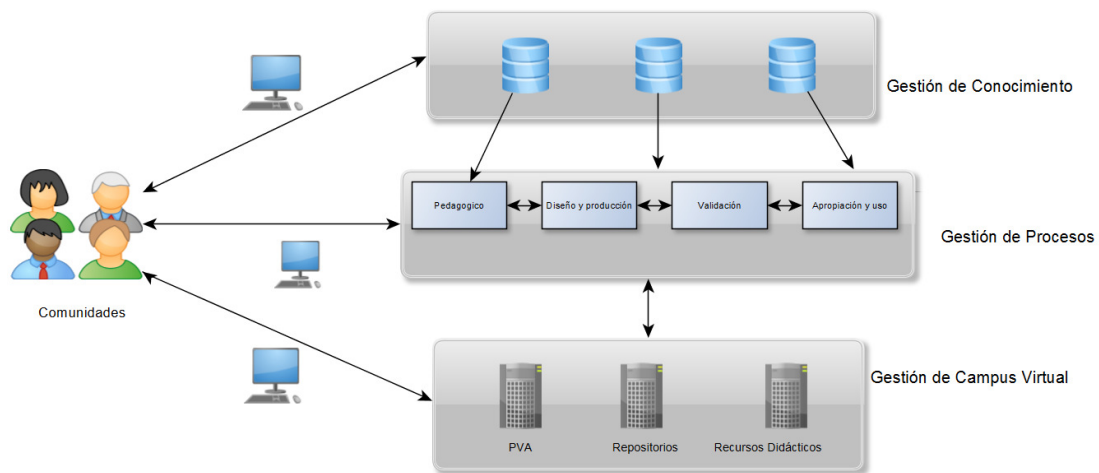 Gestión de Conocimiento
Pedagogico
Diseño y producción
Validación
Apropiación y uso
Gestión de Procesos
Comunidades
Gestión de Campus Virtual
PVA
Repositorios
Recursos Didácticos